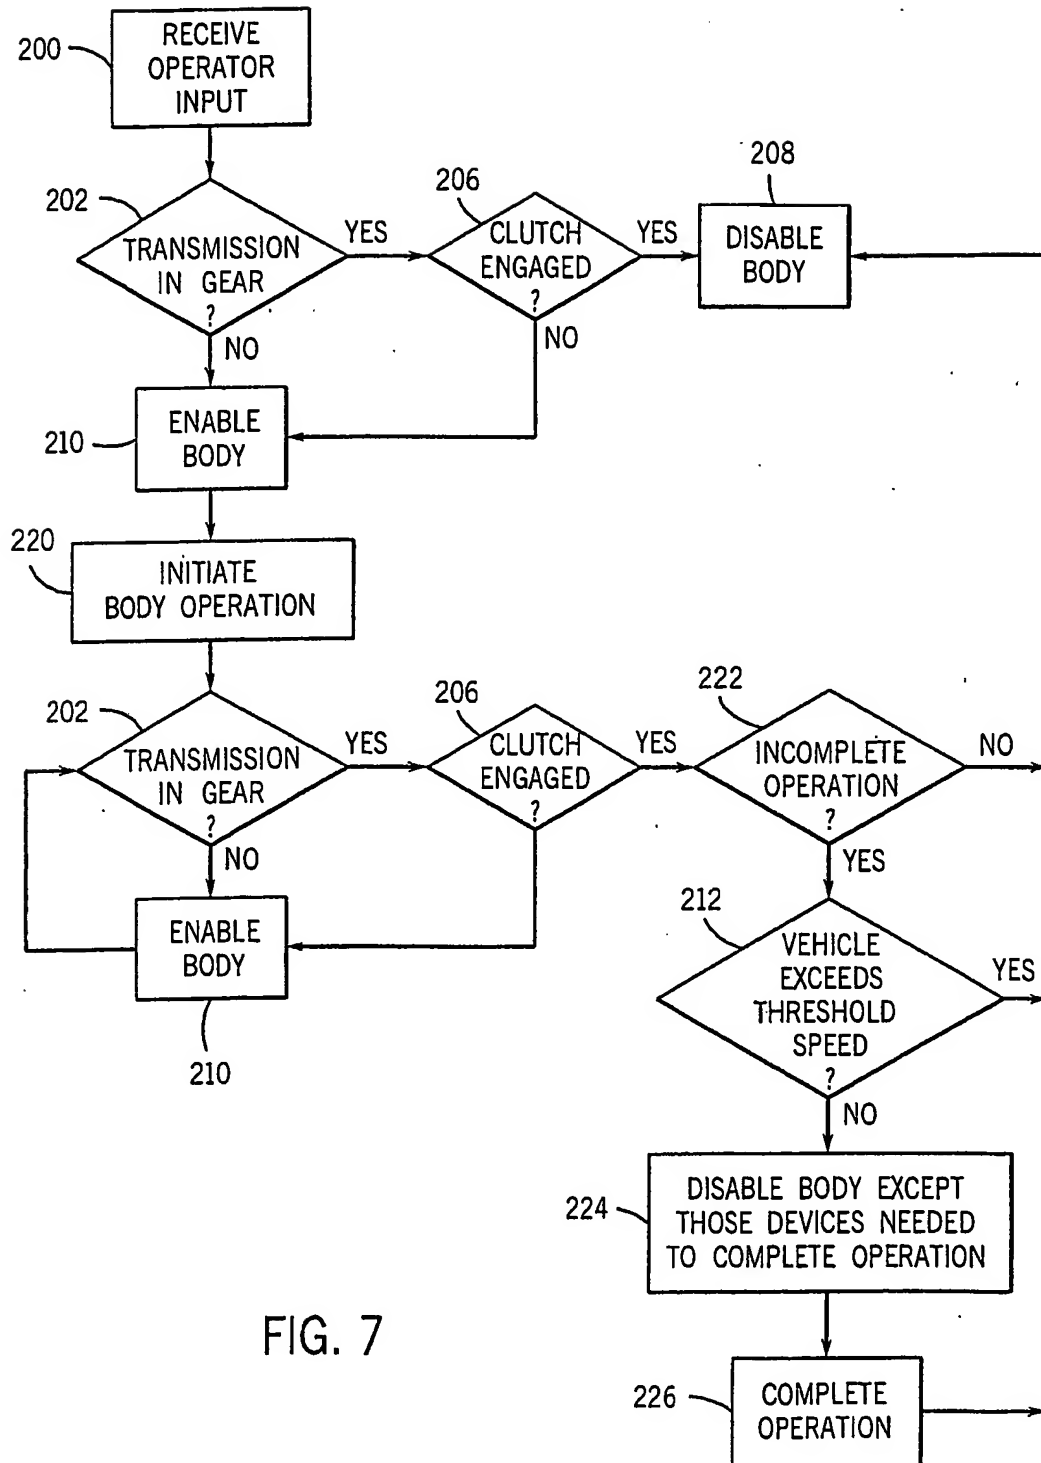 200
RECEIVE
OPERATOR
INPUT
202
TRANSMISSION
IN GEAR
?
YES
NO
206
CLUTCH
ENGAGED
?
YES
NO
208
DISABLE
BODY
210
ENABLE
BODY
220
INITIATE
BODY OPERATION
202
TRANSMISSION
IN GEAR
?
YES
NO
206
CLUTCH
ENGAGED
?
YES
222
INCOMPLETE
OPERATION
?
NO
YES
210
ENABLE
BODY
212
VEHICLE
EXCEEDS
THRESHOLD
SPEED
?
YES
NO
224
DISABLE BODY EXCEPT
THOSE DEVICES NEEDED
TO COMPLETE OPERATION
226
COMPLETE
OPERATION
FIG. 7